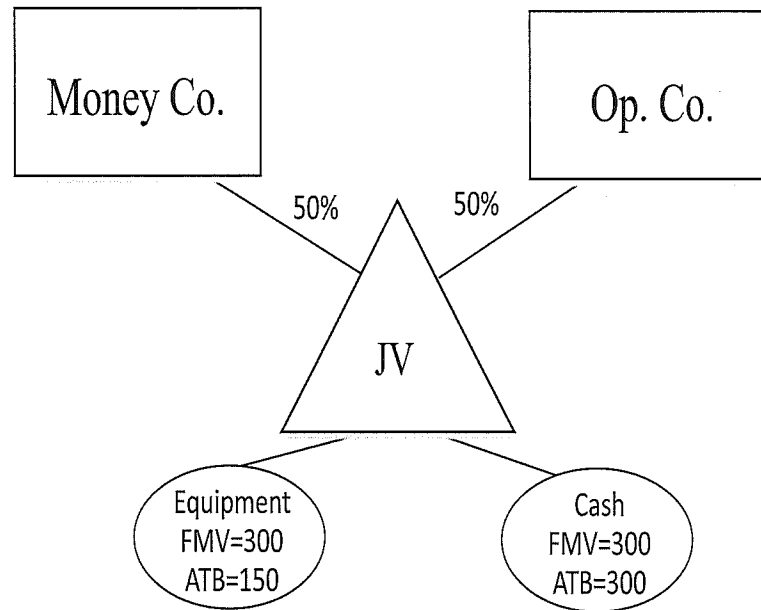 Money Co.
Op. Co.
50%
50%
JV
Equipment
FMV=300
ATB=150
Cash
FMV=300
ATB=300